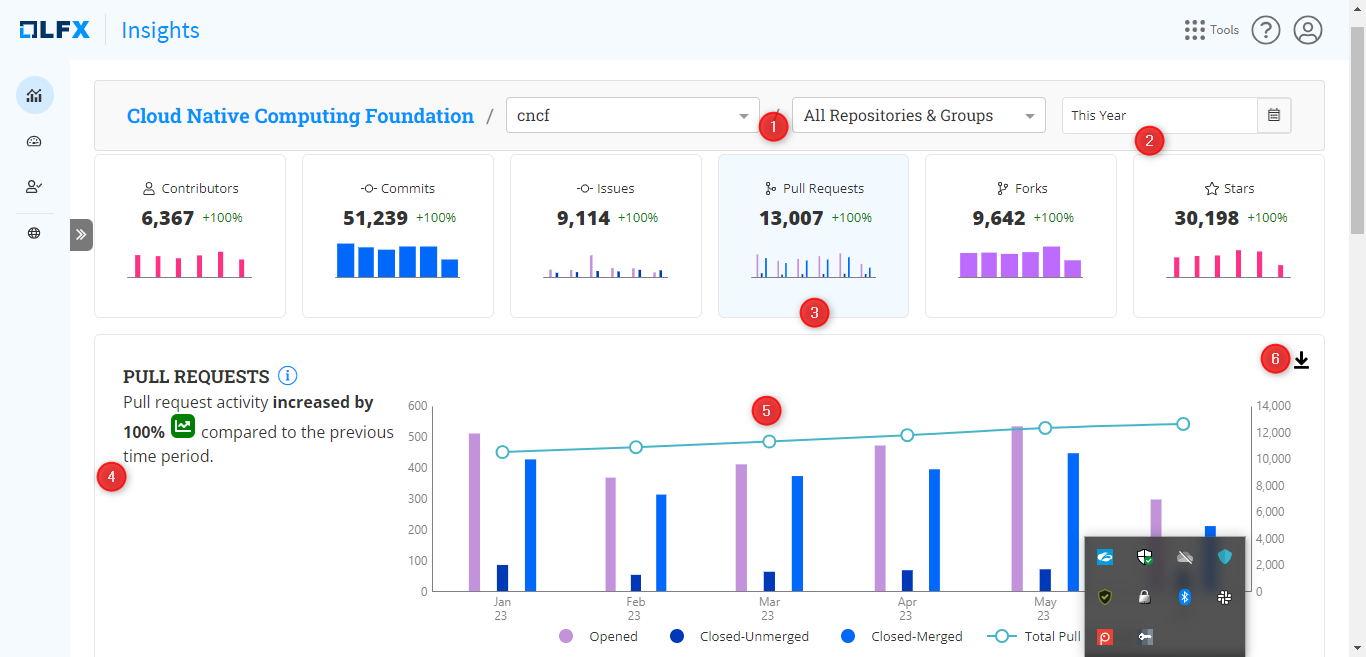 LFX Insights Tools ?
Cloud Native Computing Foundation / cncf / All Repositories & Groups This Year
1
2
Contributors
6,367 +100%
Commits
51,239 +100%
Issues
9,114 +100%
Pull Requests
13,007 +100%
Forks
9,642 +100%
Stars
30,198 +100%
3
PULL REQUESTS i
Pull request activity increased by
100% compared to the previous
time period.
4
5
6
600
500
400
300
200
100
0
14,000
12,000
10,000
8,000
6,000
4,000
2,000
0
Jan
23
Feb
23
Mar
23
Apr
23
May
23
Opened Closed-Unmerged Closed-Merged Total Pull